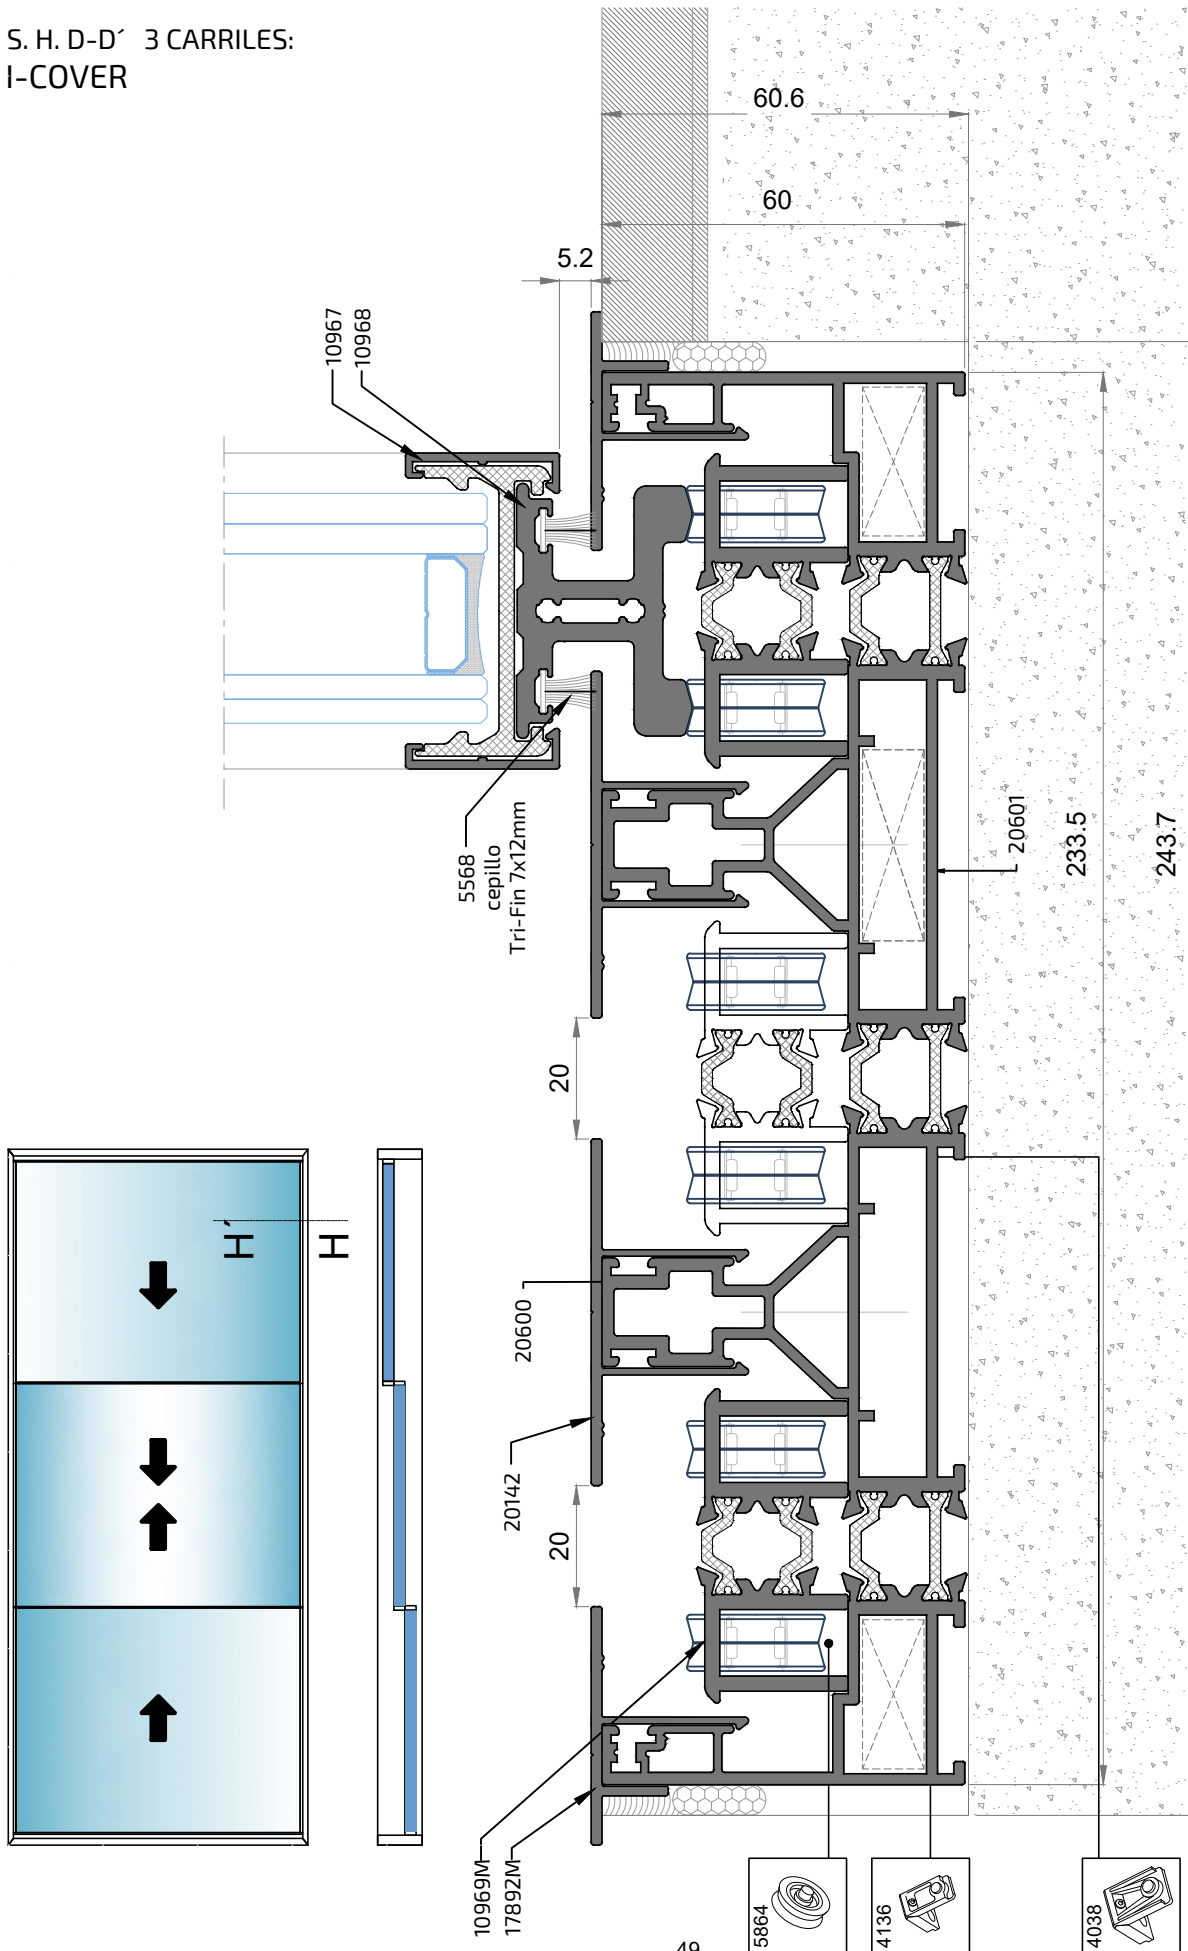 S. H. D-D´ 3 CARRILES:
I-COVER
60.6
60
5.2
10967
10968
5568
cepillo
Tri-Fin 7x12mm
20601
233.5
243.7
20
H´
H
20600
20142
20
10969M
17892M
5864
4136
4038
49